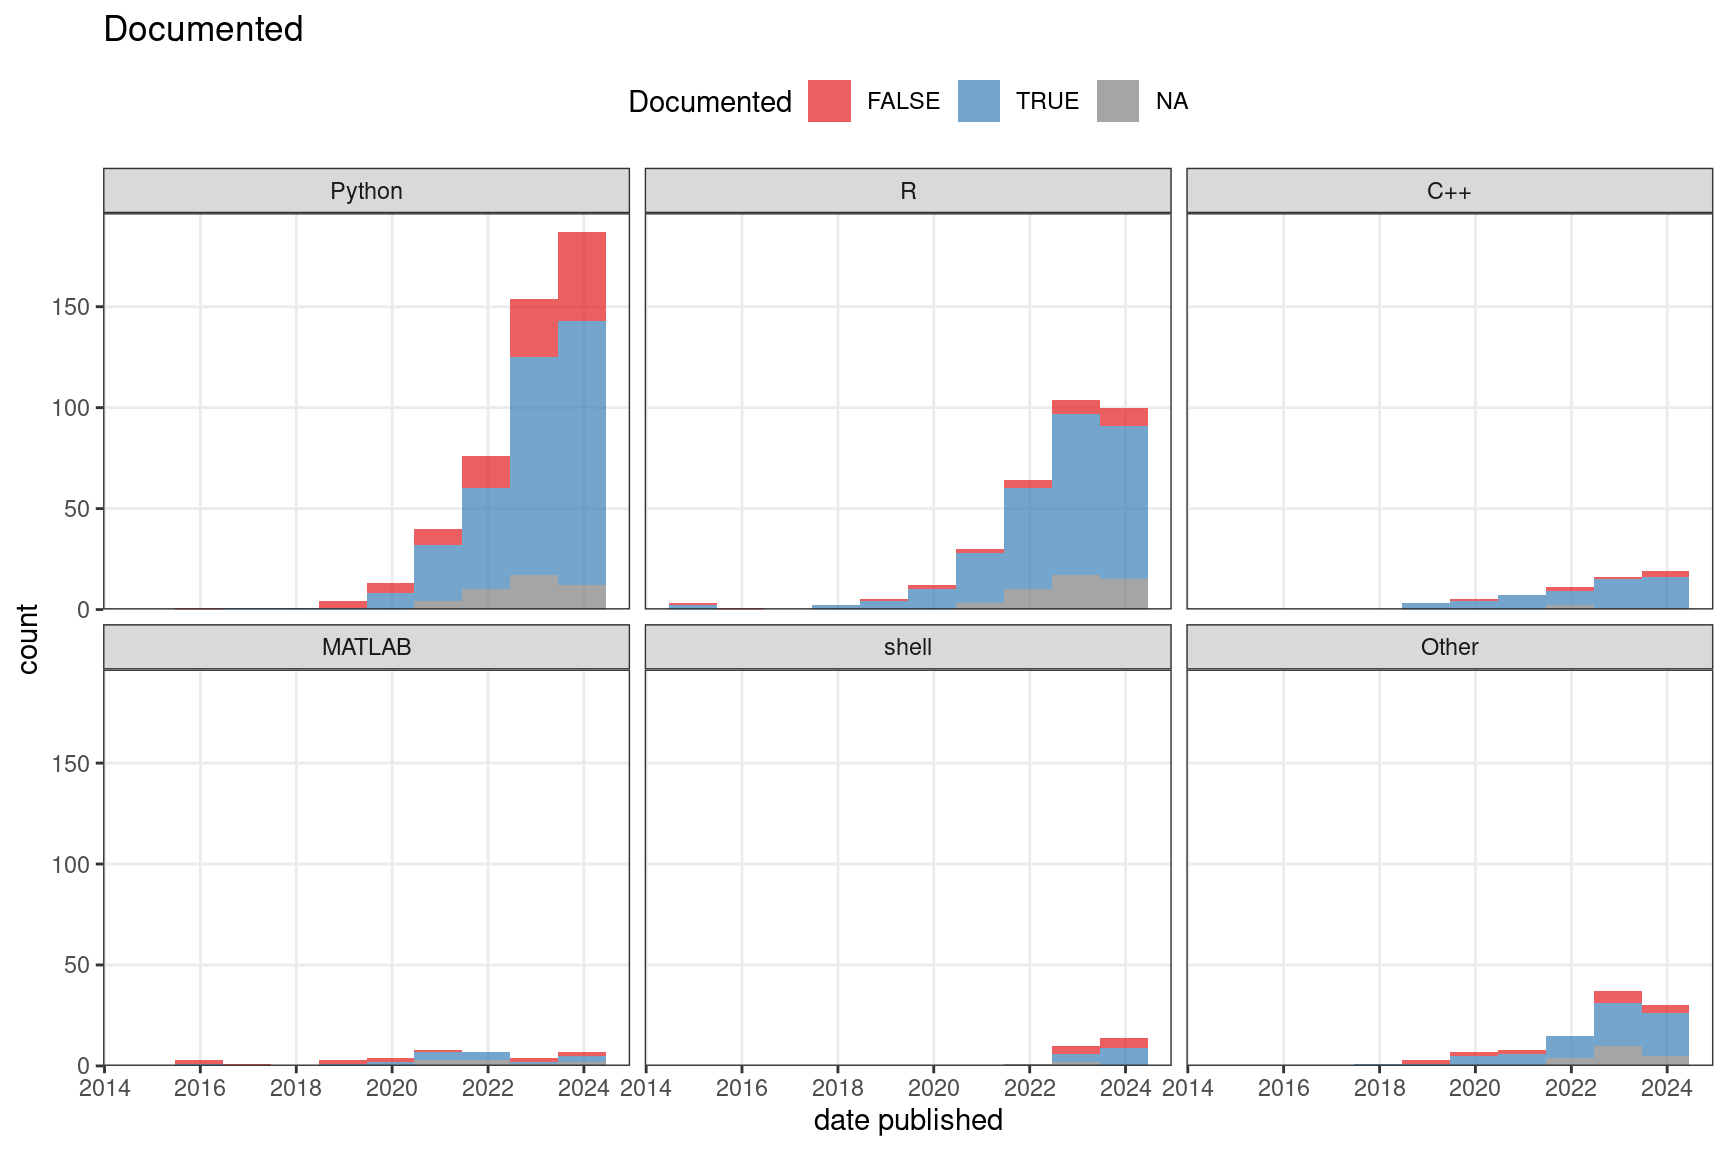 Documented
Documented FALSE TRUE NA
Python R C++
150
100
50
0
count
MATLAB shell Other
150
100
50
0
2014 2016 2018 2020 2022 2024 2014 2016 2018 2020 2022 2024 2014 2016 2018 2020 2022 2024
date published